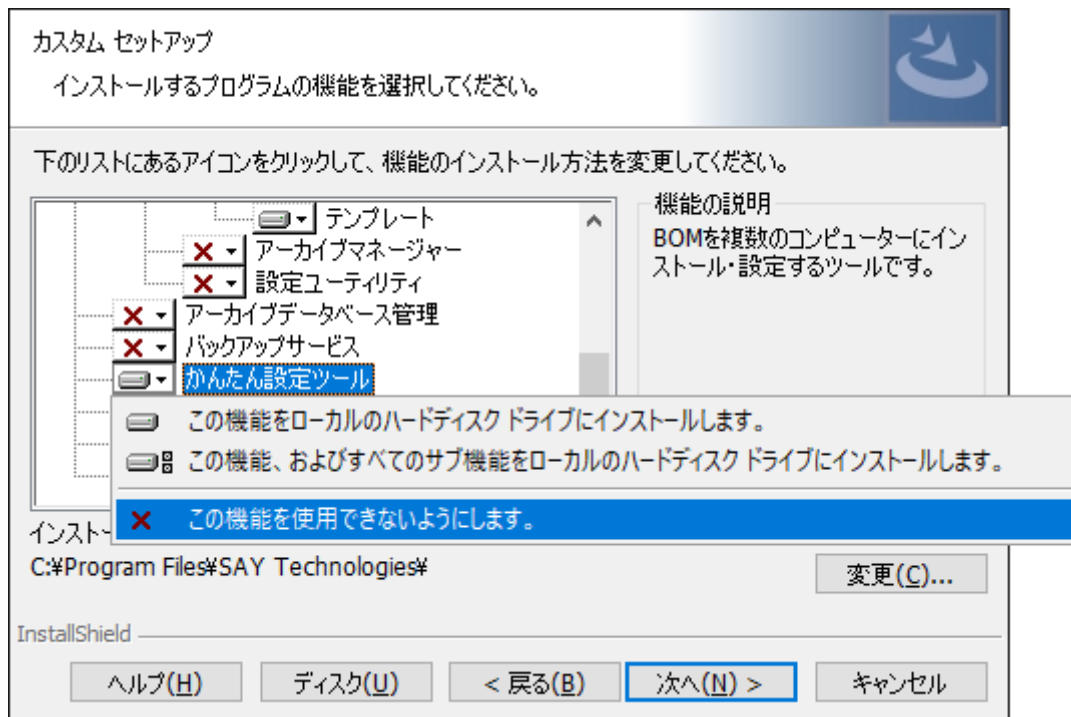 カスタム セットアップ
インストールするプログラムの機能を選択してください。
下のリストにあるアイコンをクリックして、機能のインストール方法を変更してください。
テンプレート
アーカイブマネージャー
設定ユーティリティ
アーカイブデータベース管理
バックアップサービス
かんたん設定ツール
機能の説明
BOMを複数のコンピューターにイン
ストール・設定するツールです。
この機能をローカルのハードディスク ドライブにインストールします。
この機能、およびすべてのサブ機能をローカルのハードディスク ドライブにインストールします。
この機能を使用できないようにします。
インスト
C:¥Program Files¥SAY Technologies¥
変更(C)...
InstallShield
ヘルプ(H)
ディスク(U)
< 戻る(B)
次へ(N) >
キャンセル